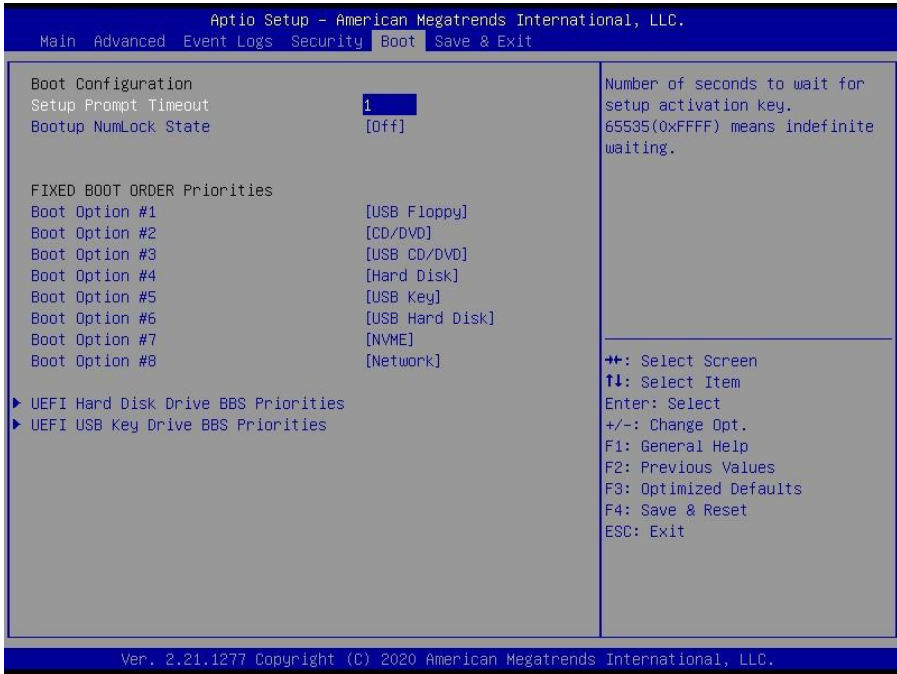 Aptio Setup – American Megatrends International, LLC.
Main Advanced Event Logs Security Boot Save & Exit
Boot Configuration
Setup Prompt Timeout 1
Bootup NumLock State [Off]
FIXED BOOT ORDER Priorities
Boot Option #1 [USB Floppy]
Boot Option #2 [CD/DVD]
Boot Option #3 [USB CD/DVD]
Boot Option #4 [Hard Disk]
Boot Option #5 [USB Key]
Boot Option #6 [USB Hard Disk]
Boot Option #7 [NVME]
Boot Option #8 [Network]
UEFI Hard Disk Drive BBS Priorities
UEFI USB Key Drive BBS Priorities
Number of seconds to wait for
setup activation key.
65535(0xFFFF) means indefinite
waiting.
→←: Select Screen
↑↓: Select Item
Enter: Select
+/-: Change Opt.
F1: General Help
F2: Previous Values
F3: Optimized Defaults
F4: Save & Reset
ESC: Exit
Ver. 2.21.1277 Copyright (C) 2020 American Megatrends International, LLC.